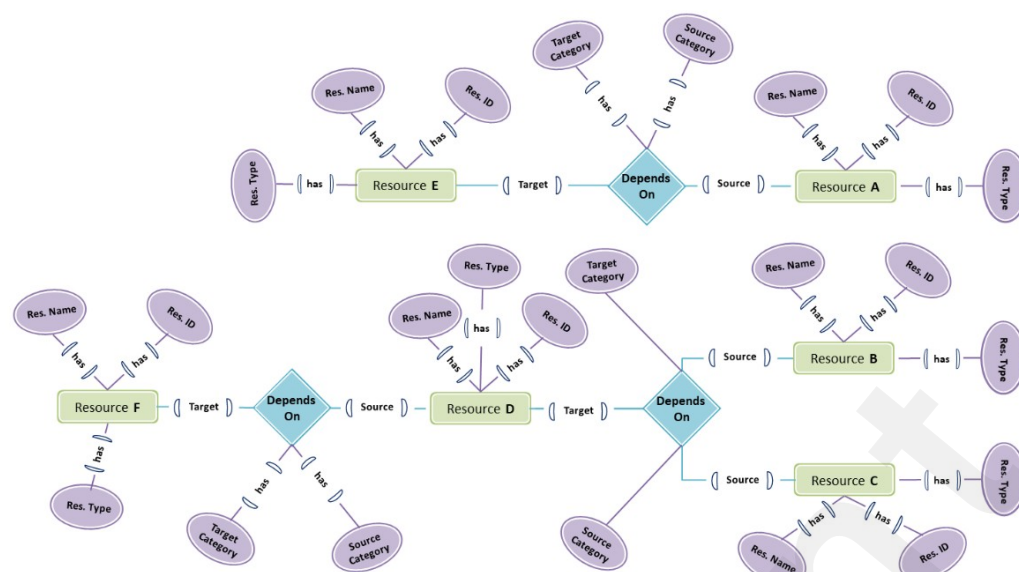 Target
Category
Source
Category
Res. Name
Res. ID
Res. Name
Res. ID
has
has
has
has
has
has
Res. Type
has
Resource E
Target
Depends
On
Source
Resource A
has
Res. Type
Res. Type
Target
Category
Res. Name
Res. ID
Res. Name
Res. ID
Res. Name
Res. ID
has
has
has
has
has
has
has
Source
Resource B
has
Res. Type
Resource F
Target
Depends
On
Source
Resource D
Target
Depends
On
has
Res. Type
has
has
Source
Resource C
has
Res. Type
has
has
Target
Category
Source
Category
Source
Category
Res. Name
Res. ID
nt